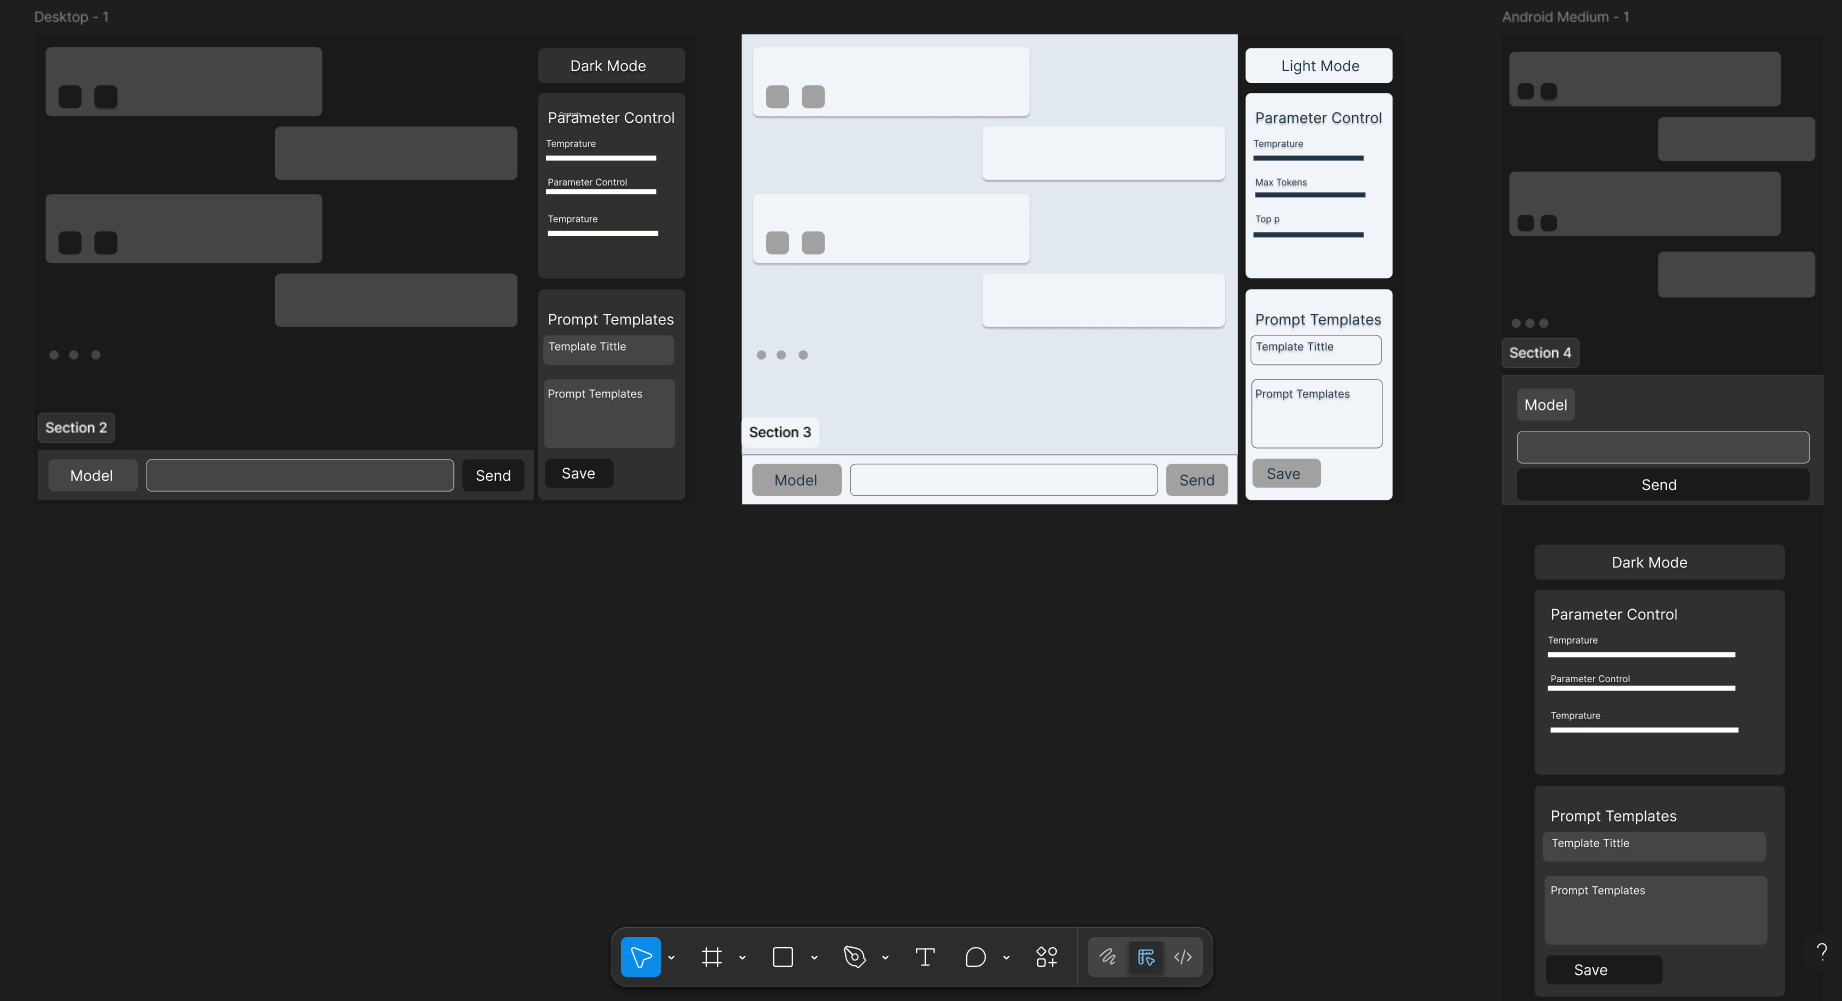 Desktop - 1
Dark Mode
Parameter Control
Temprature
Parameter Control
Temprature
Prompt Templates
Template Tittle
Prompt Templates
Save
Section 2
Model
Send
Light Mode
Parameter Control
Temprature
Max Tokens
Top p
Prompt Templates
Template Tittle
Prompt Templates
Save
Section 3
Model
Send
Android Medium - 1
Section 4
Model
Send
Dark Mode
Parameter Control
Temprature
Parameter Control
Temprature
Prompt Templates
Template Tittle
Prompt Templates
Save
?